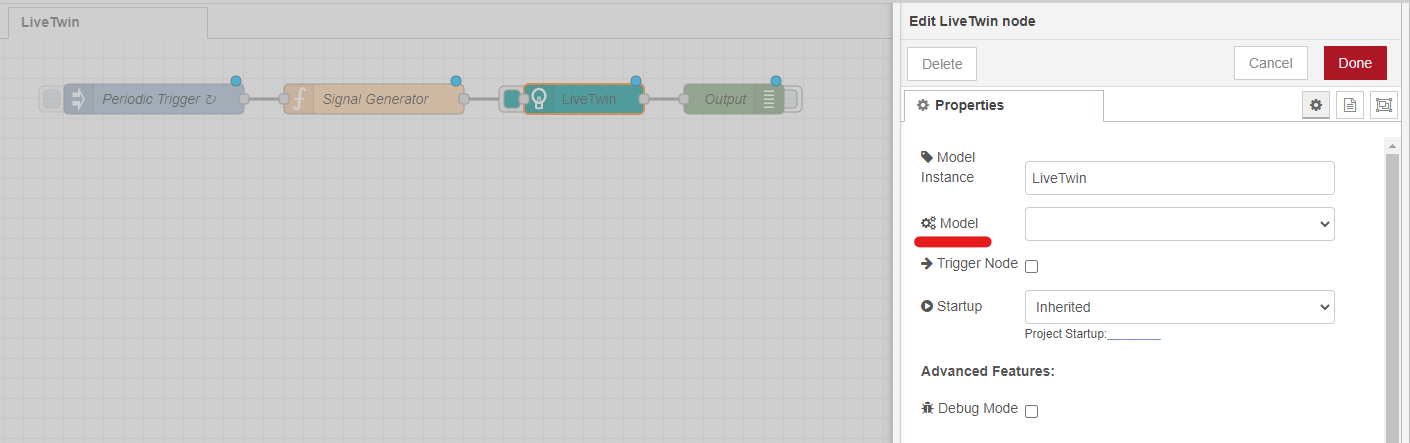 LiveTwin
Periodic Trigger ↻
Signal Generator
LiveTwin
Output
Edit LiveTwin node
Delete
Cancel
Done
Properties
Model
Instance
LiveTwin
Model
Trigger Node
Startup
Inherited
Project Startup:________
Advanced Features:
Debug Mode